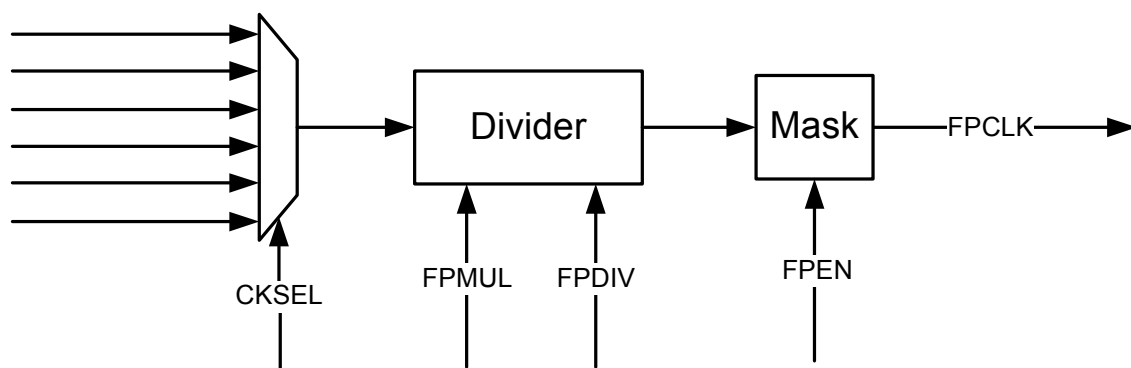 Divider
Mask
FPCLK
FPMUL
FPDIV
FPEN
CKSEL